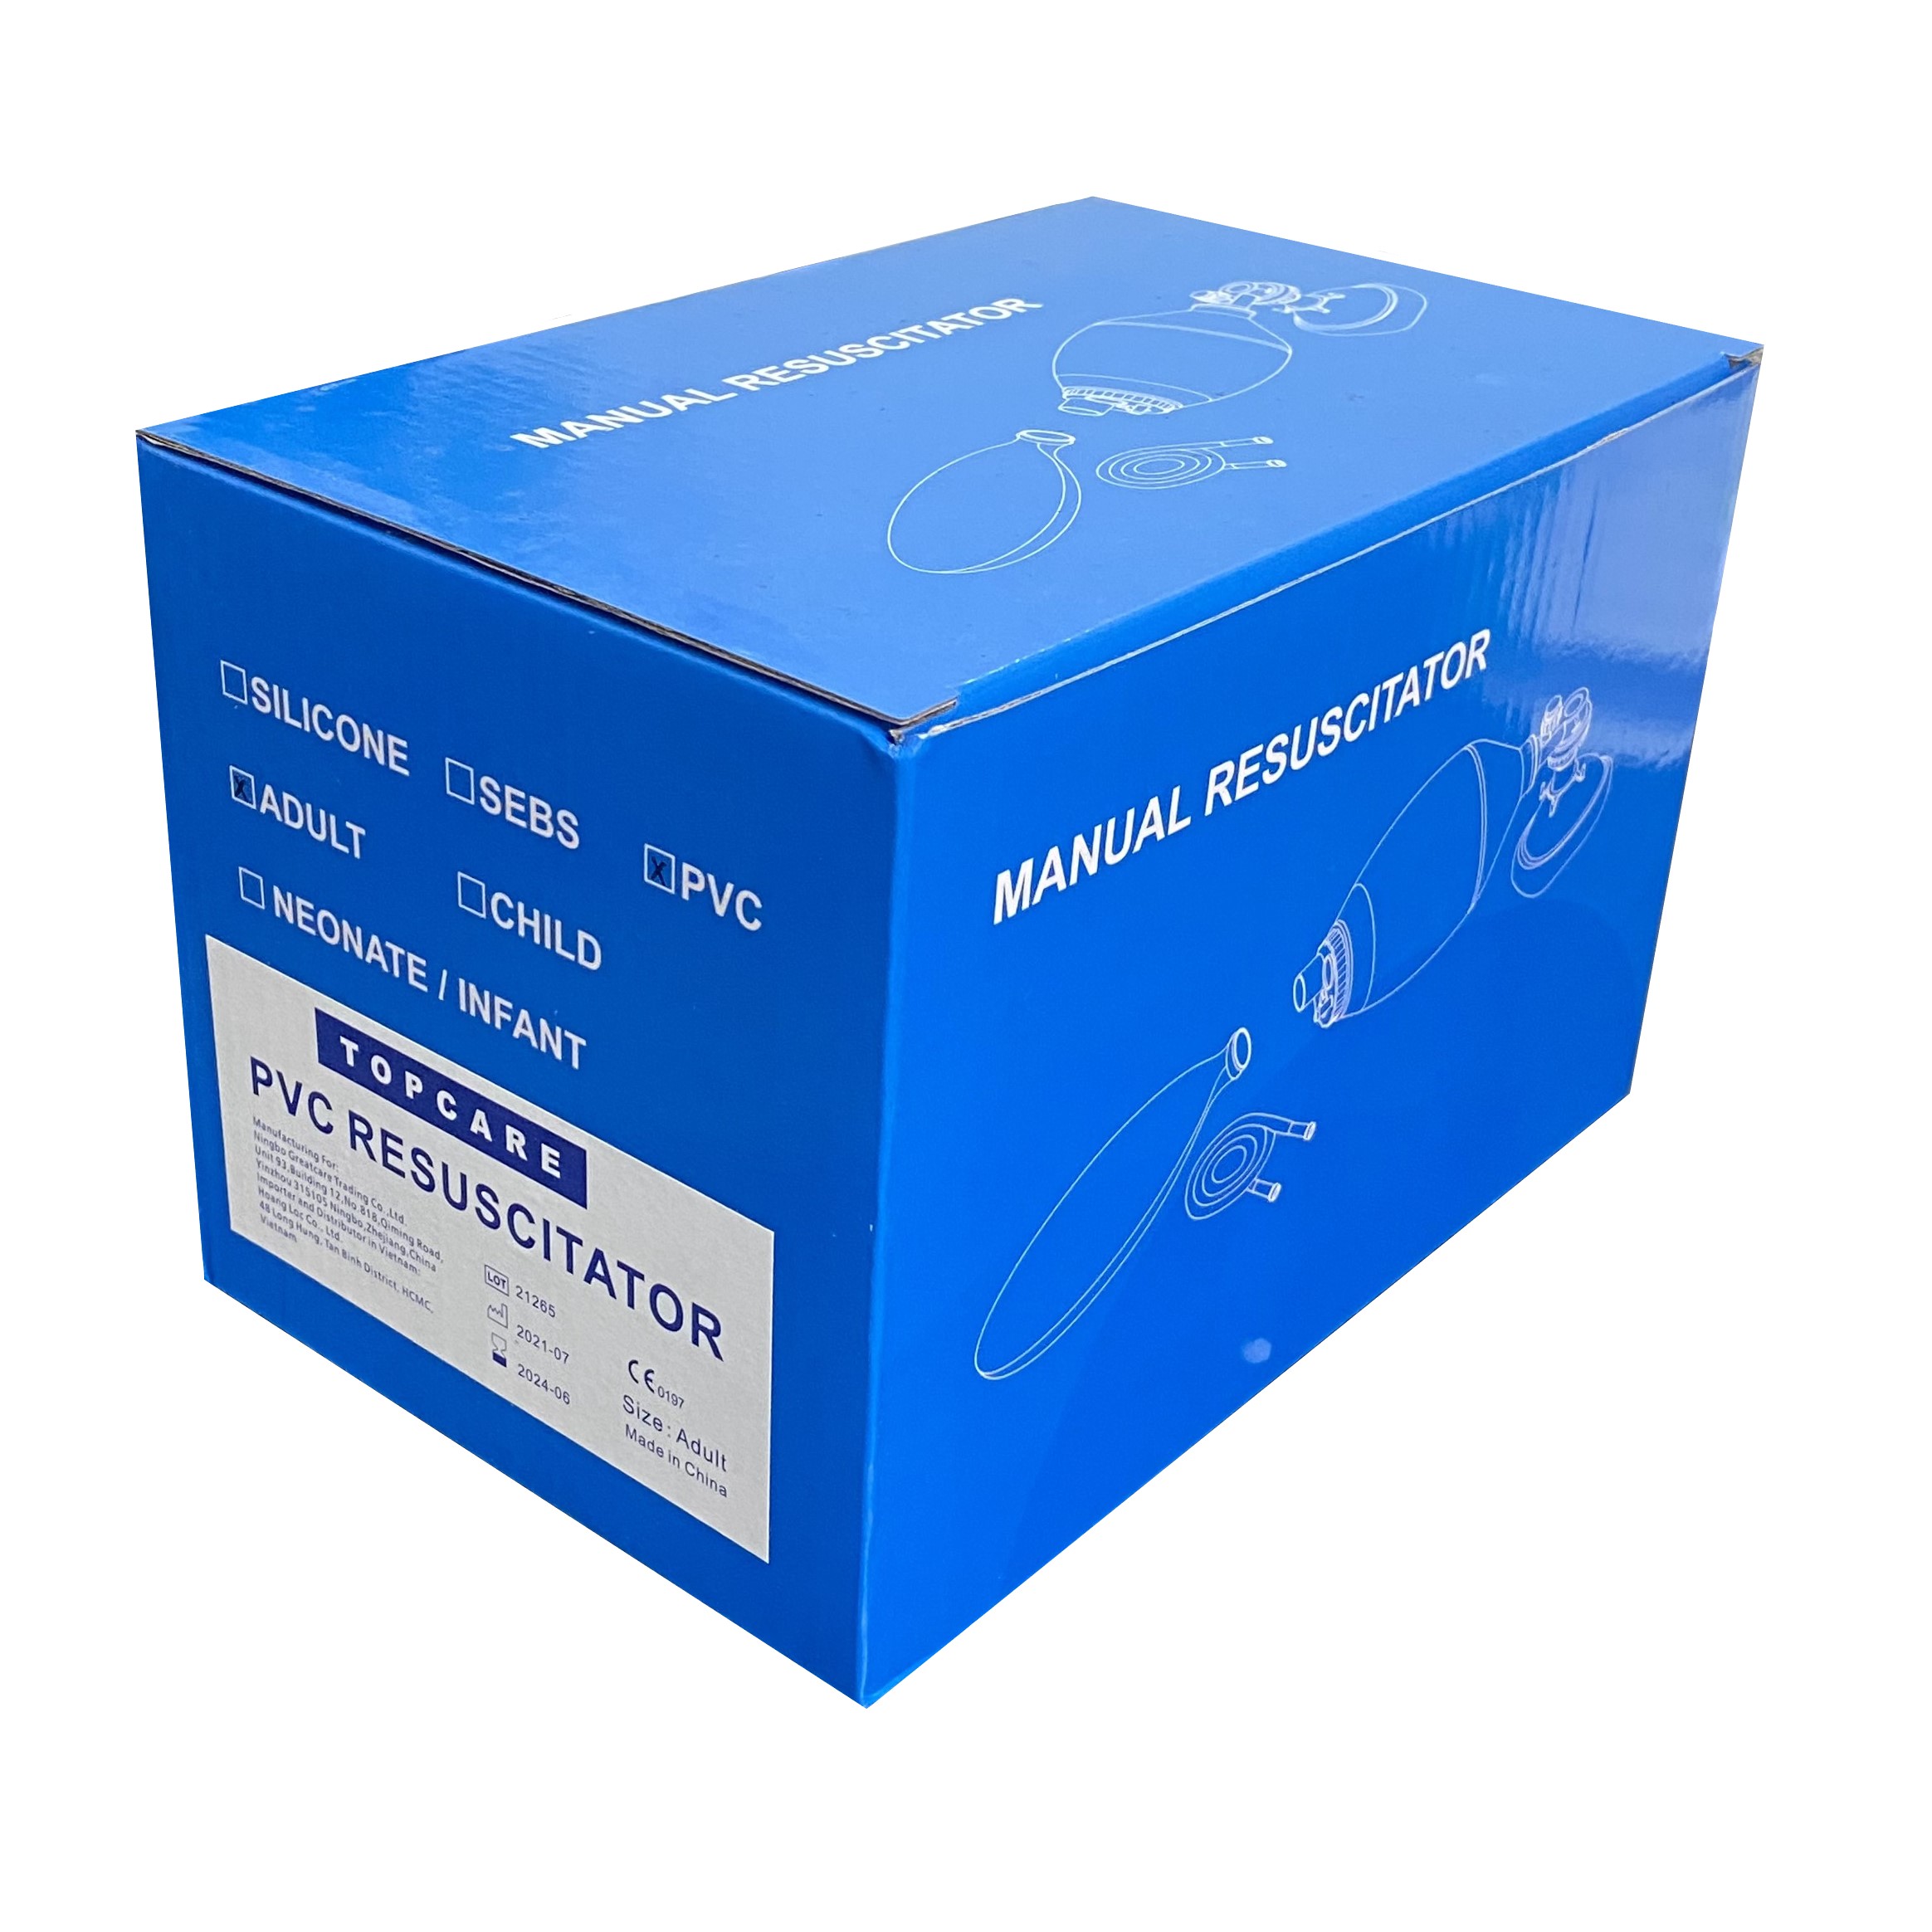 MANUAL RESUSCITATOR
SILICONE
SEBS
X PVC
X ADULT
CHILD
NEONATE / INFANT
TOPCARE
PVC RESUSCITATOR
Manufacturing For:
Ningbo Greatcare Trading Co.,Ltd.
Unit 93,Building 12,No.818,Qiming Road,
Yinzhou 315105 Ningbo,Zhejiang,China
Importer and Distributor in Vietnam:
Hoang Loc Co., Ltd.
48 Long Hung, Tan Binh District, HCMC,
Vietnam
LOT 21265
2021-07
2024-06
CE 0197
Size: Adult
Made in China
MANUAL RESUSCITATOR